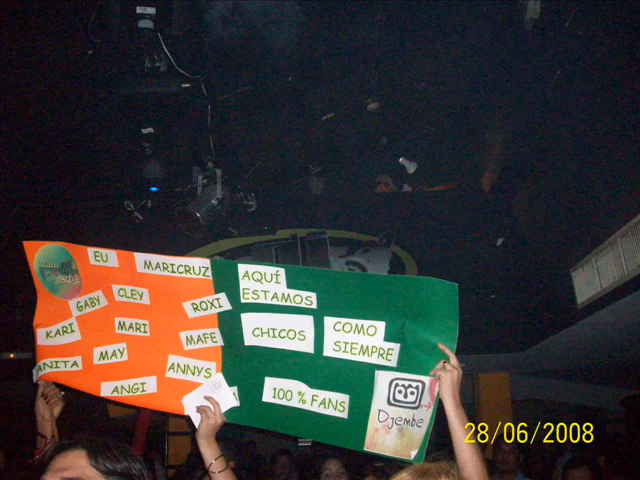 EU
MARICRUZ
GABY
CLEY
ROXI
KARI
MARI
MAFE
ANITA
MAY
ANNYS
ANGI
AQUÍ
ESTAMOS
CHICOS
COMO
SIEMPRE
100 % FANS
Djembe
28/06/2008